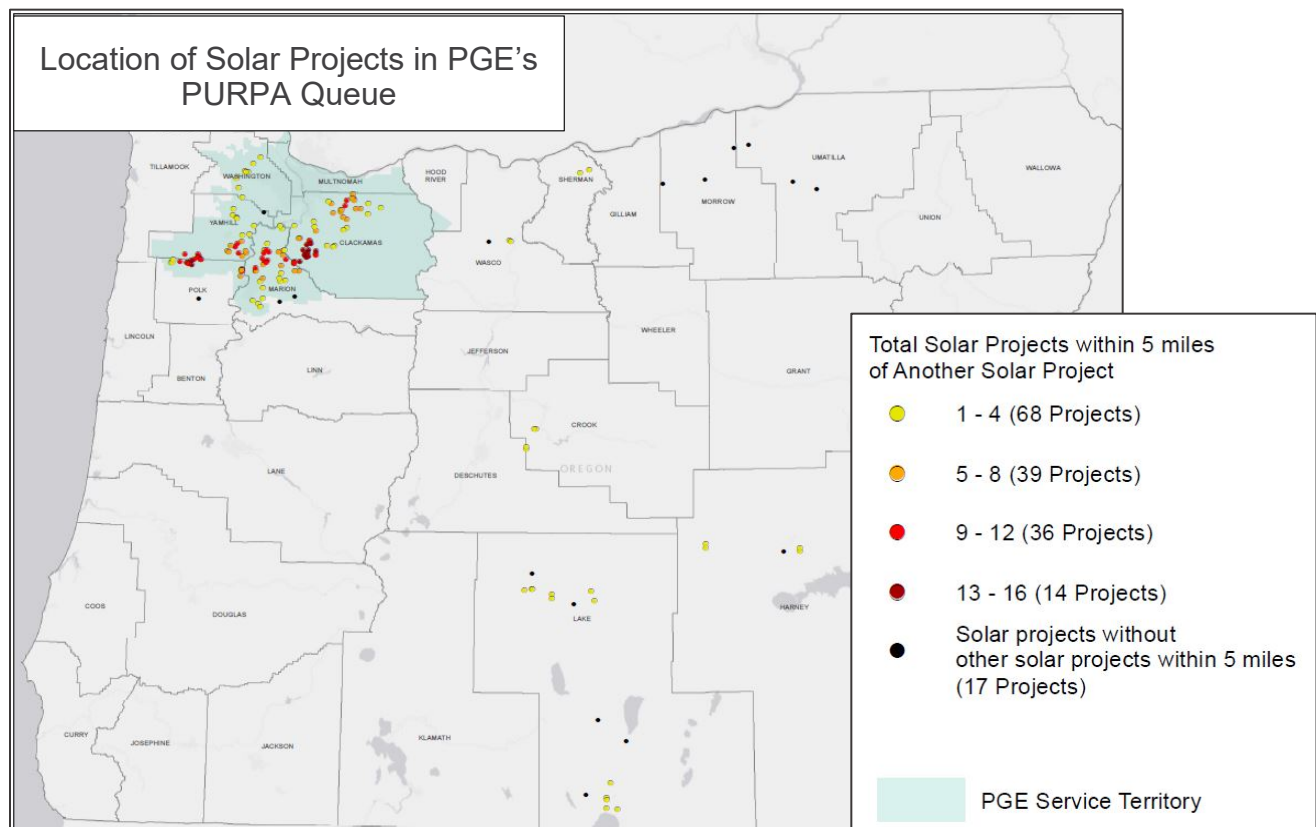 Location of Solar Projects in PGE's
PURPA Queue
TILLAMOOK
WASHINGTON
MULTNOMAH
HOOD
RIVER
SHERMAN
UMATILLA
WALLOWA
GILLIAM
MORROW
UNION
YAMHILL
CLACKAMAS
WASCO
POLK
MARION
WHEELER
LINCOLN
JEFFERSON
BENTON
LINN
GRANT
CROOK
OREGON
LANE
DESCHUTES
COOS
DOUGLAS
LAKE
HARNEY
CURRY
JOSEPHINE
JACKSON
KLAMATH
Total Solar Projects within 5 miles
of Another Solar Project
1 - 4 (68 Projects)
5 - 8 (39 Projects)
9 - 12 (36 Projects)
13 - 16 (14 Projects)
Solar projects without
other solar projects within 5 miles
(17 Projects)
PGE Service Territory